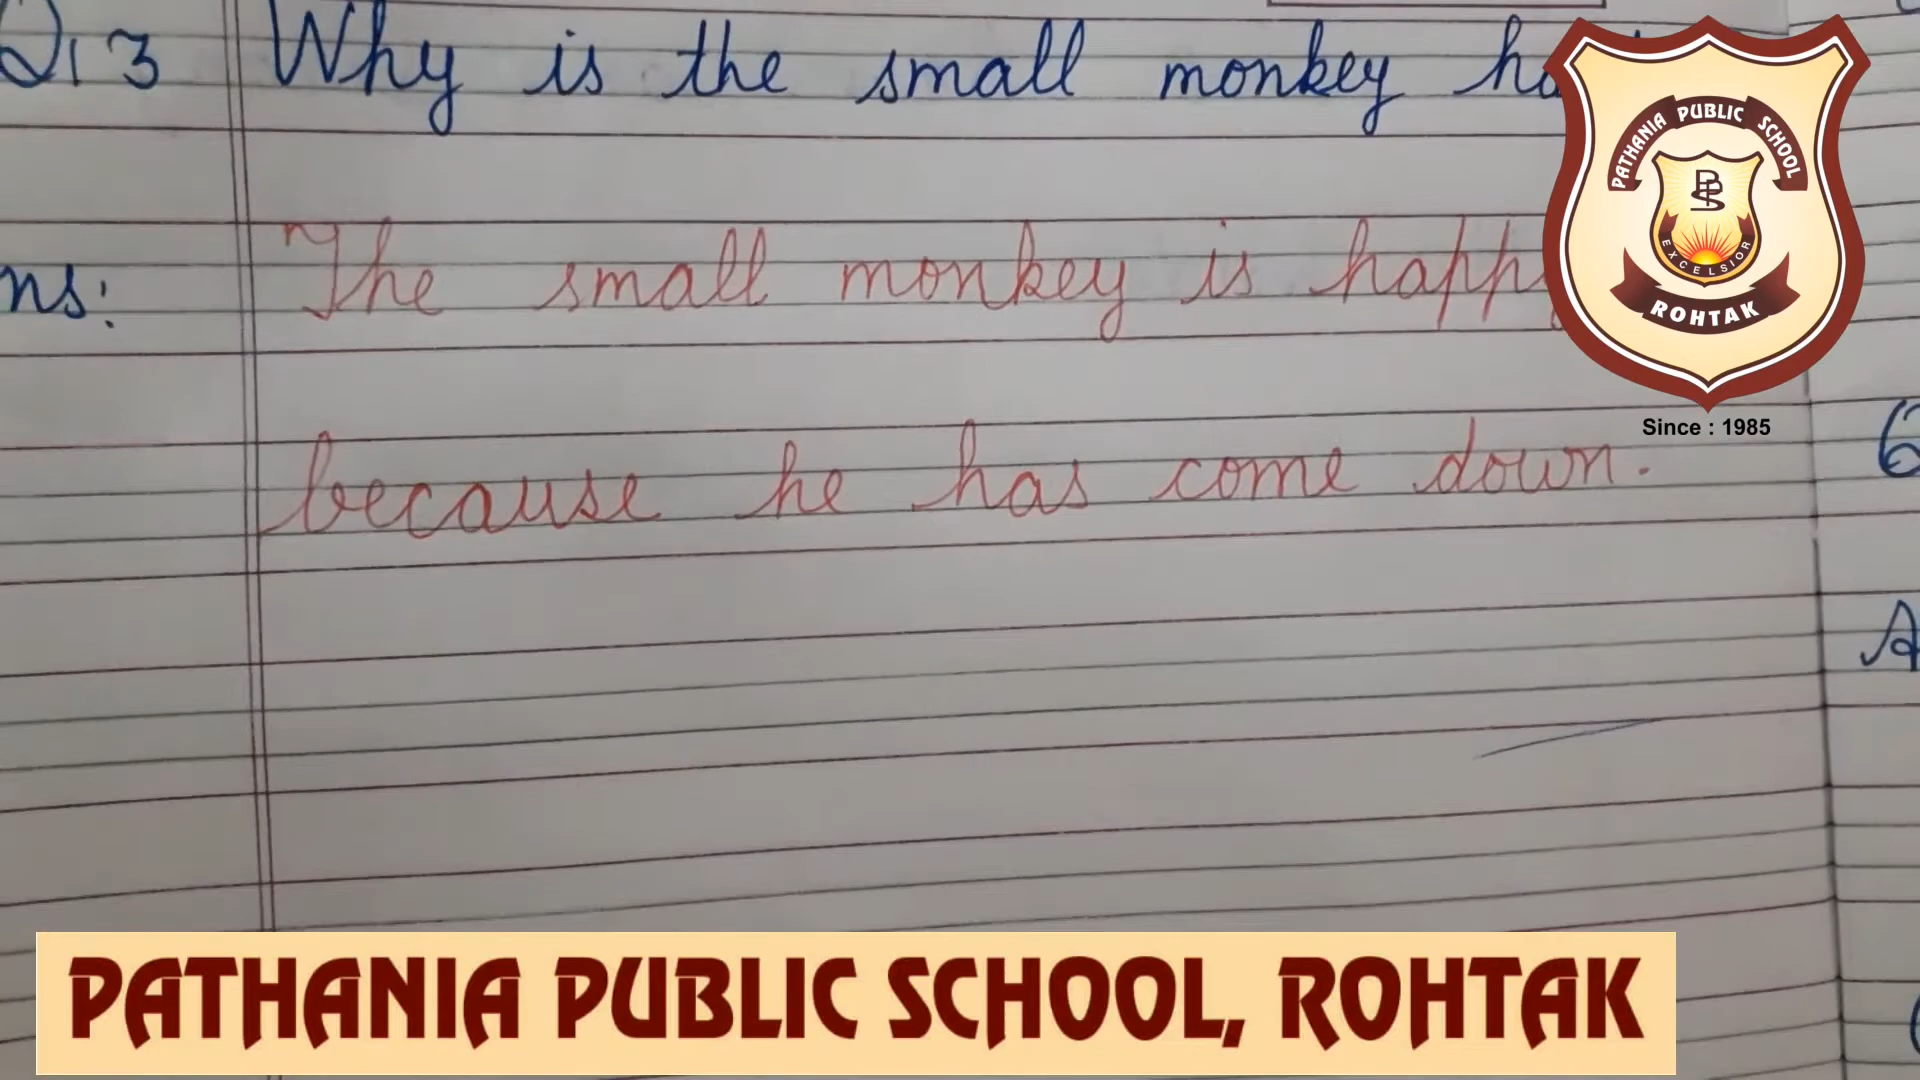 Q.3 Why is the small monkey
The small monkey is happy
Ans:
because he has come down.
PATHANIA PUBLIC SCHOOL
EXCELSIOR
ROHTAK
Since : 1985
PATHANIA PUBLIC SCHOOL, ROHTAK